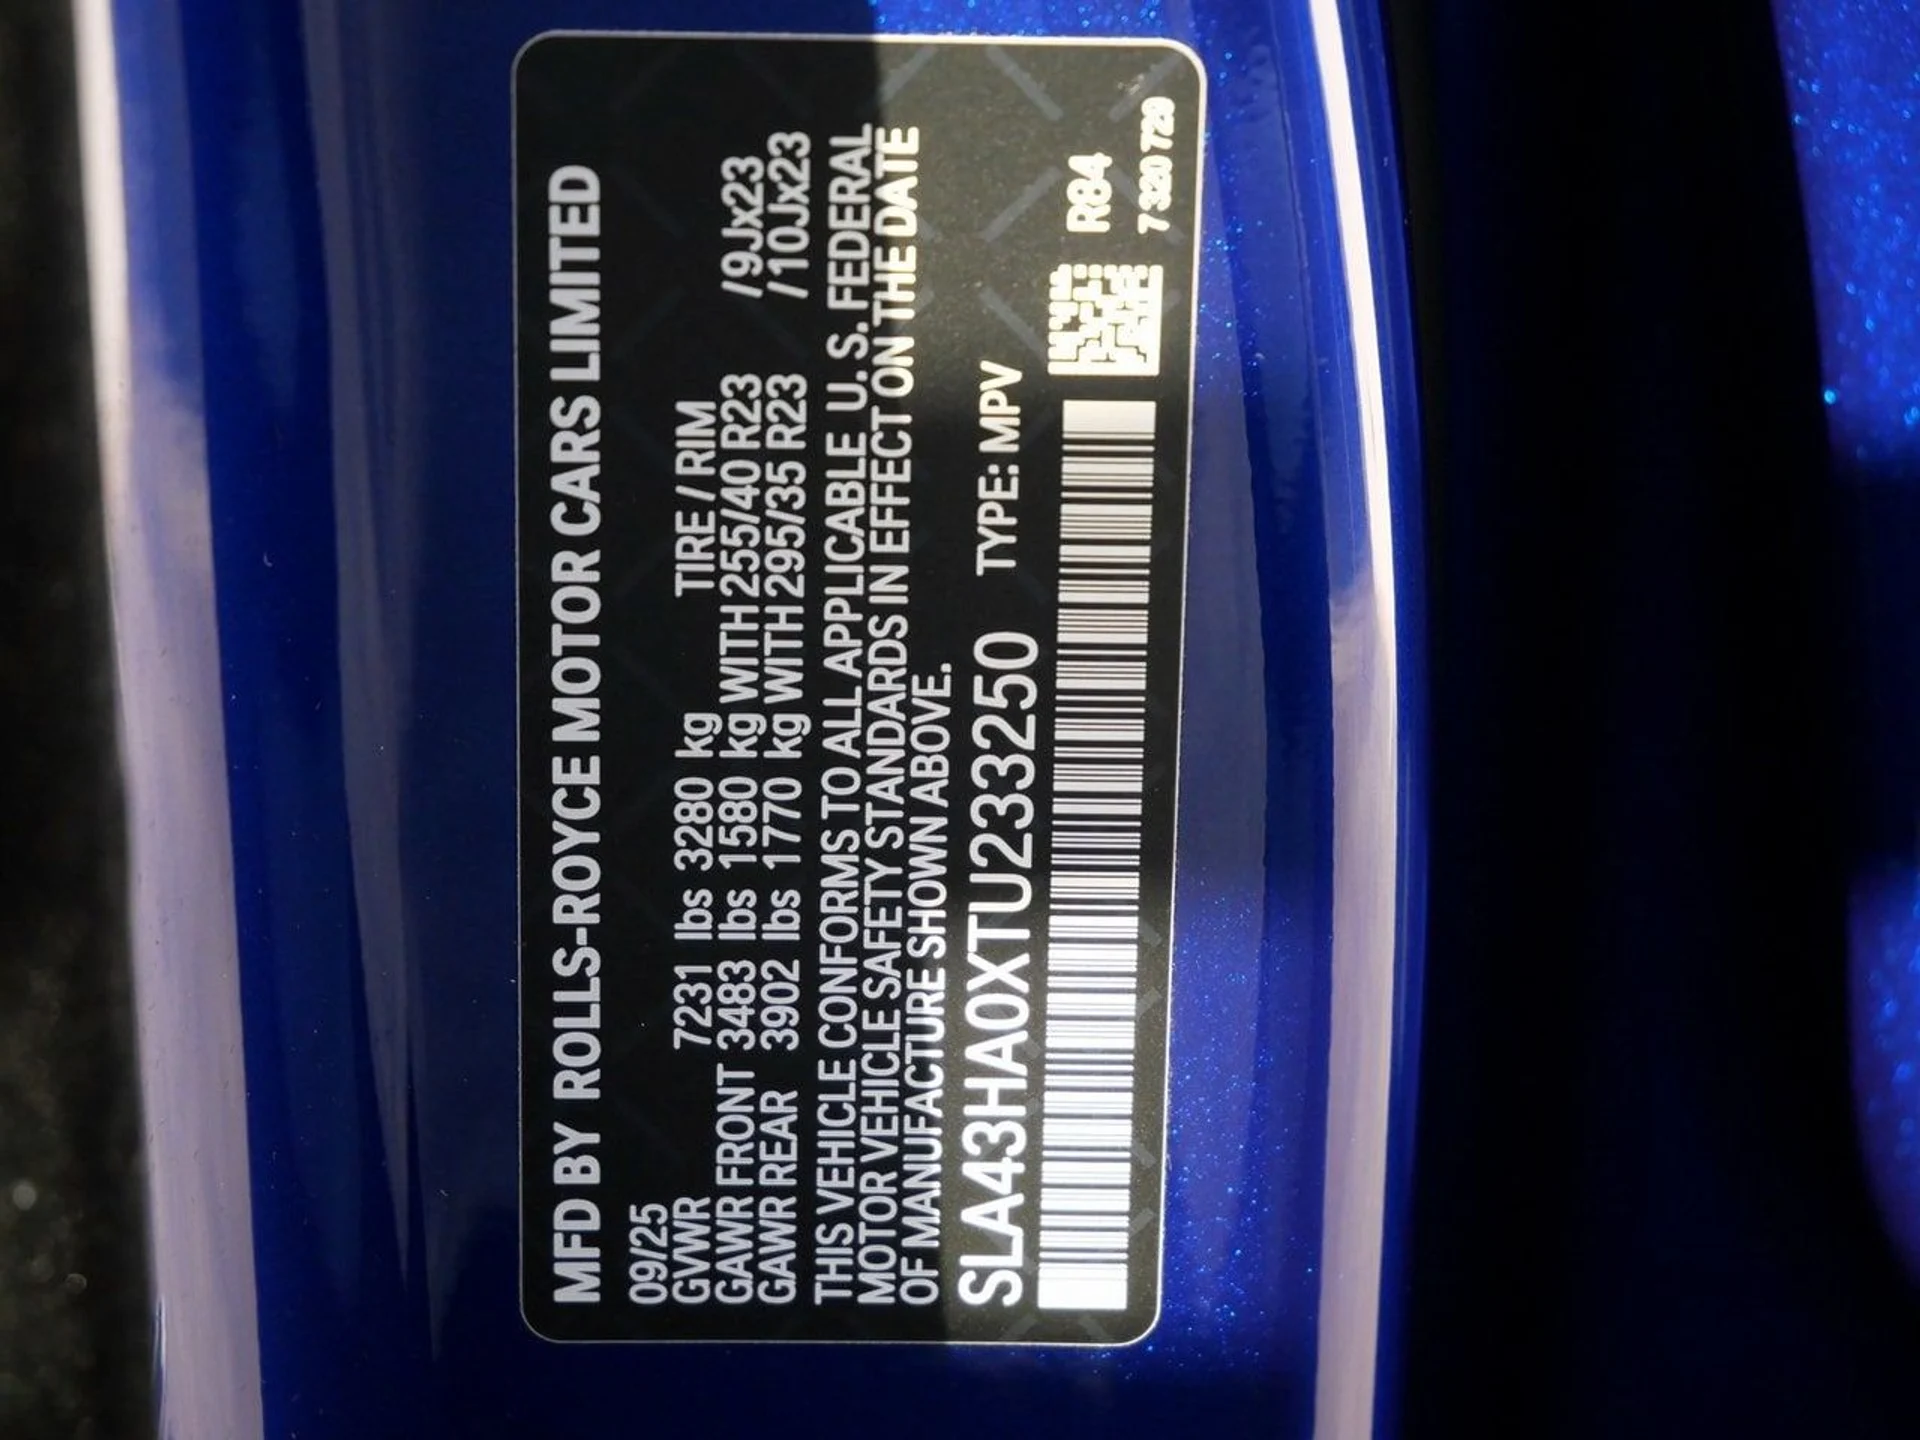 MFD BY ROLLS-ROYCE MOTOR CARS LIMITED
09/25
GVWR 7231 lbs 3280 kg TIRE / RIM
GAWR FRONT 3483 lbs 1580 kg WITH 255/40 R23 /9Jx23
GAWR REAR 3902 lbs 1770 kg WITH 295/35 R23 /10Jx23
THIS VEHICLE CONFORMS TO ALL APPLICABLE U. S. FEDERAL
MOTOR VEHICLE SAFETY STANDARDS IN EFFECT ON THE DATE
OF MANUFACTURE SHOWN ABOVE.
SLA43HA0XTU233250 TYPE: MPV
R84
7 320 729